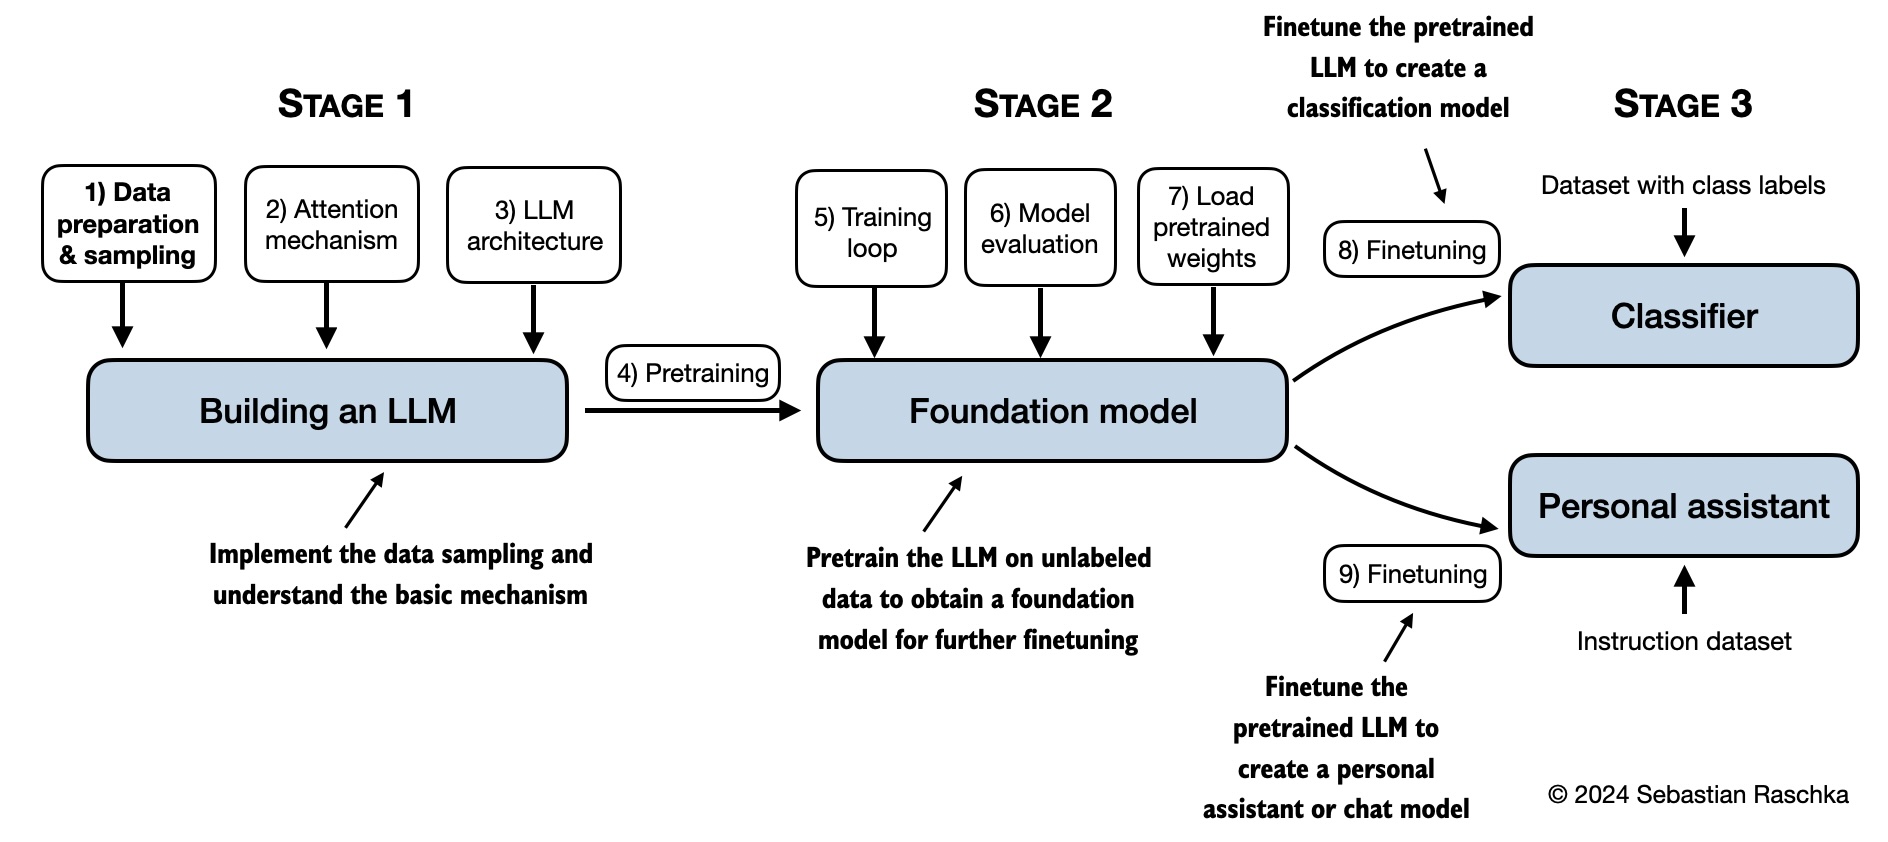 Finetune the pretrained
LLM to create a
classification model
STAGE 1
STAGE 2
STAGE 3
1) Data
preparation
& sampling
2) Attention
mechanism
3) LLM
architecture
5) Training
loop
6) Model
evaluation
7) Load
pretrained
weights
8) Finetuning
Dataset with class labels
Classifier
4) Pretraining
Building an LLM
Foundation model
Personal assistant
Implement the data sampling and
understand the basic mechanism
Pretrain the LLM on unlabeled
data to obtain a foundation
model for further finetuning
9) Finetuning
Instruction dataset
Finetune the
pretrained LLM to
create a personal
assistant or chat model
© 2024 Sebastian Raschka